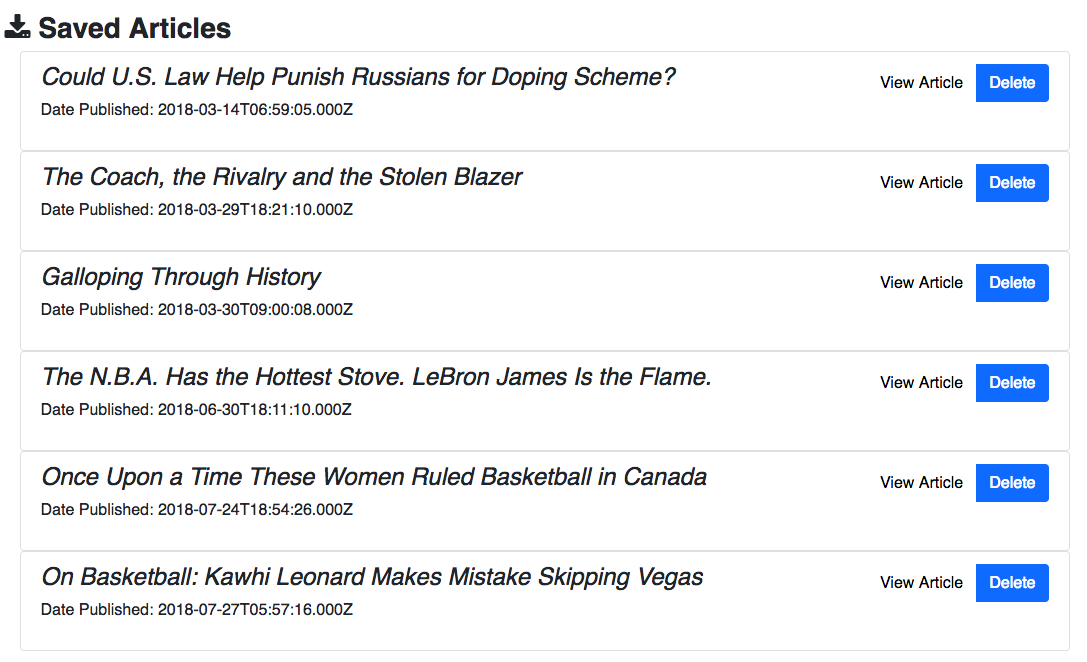 Saved Articles
Could U.S. Law Help Punish Russians for Doping Scheme?
View Article Delete
Date Published: 2018-03-14T06:59:05.000Z
The Coach, the Rivalry and the Stolen Blazer
View Article Delete
Date Published: 2018-03-29T18:21:10.000Z
Galloping Through History
View Article Delete
Date Published: 2018-03-30T09:00:08.000Z
The N.B.A. Has the Hottest Stove. LeBron James Is the Flame.
View Article Delete
Date Published: 2018-06-30T18:11:10.000Z
Once Upon a Time These Women Ruled Basketball in Canada
View Article Delete
Date Published: 2018-07-24T18:54:26.000Z
On Basketball: Kawhi Leonard Makes Mistake Skipping Vegas
View Article Delete
Date Published: 2018-07-27T05:57:16.000Z